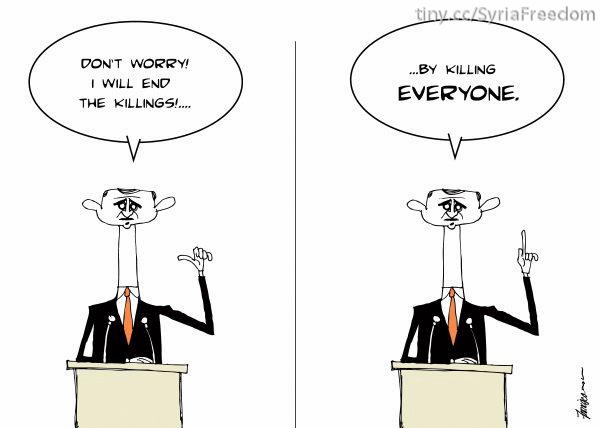 tiny.cc/SyriaFreedom
DON'T WORRY!
I WILL END
THE KILLINGS!....
...BY KILLING
EVERYONE.